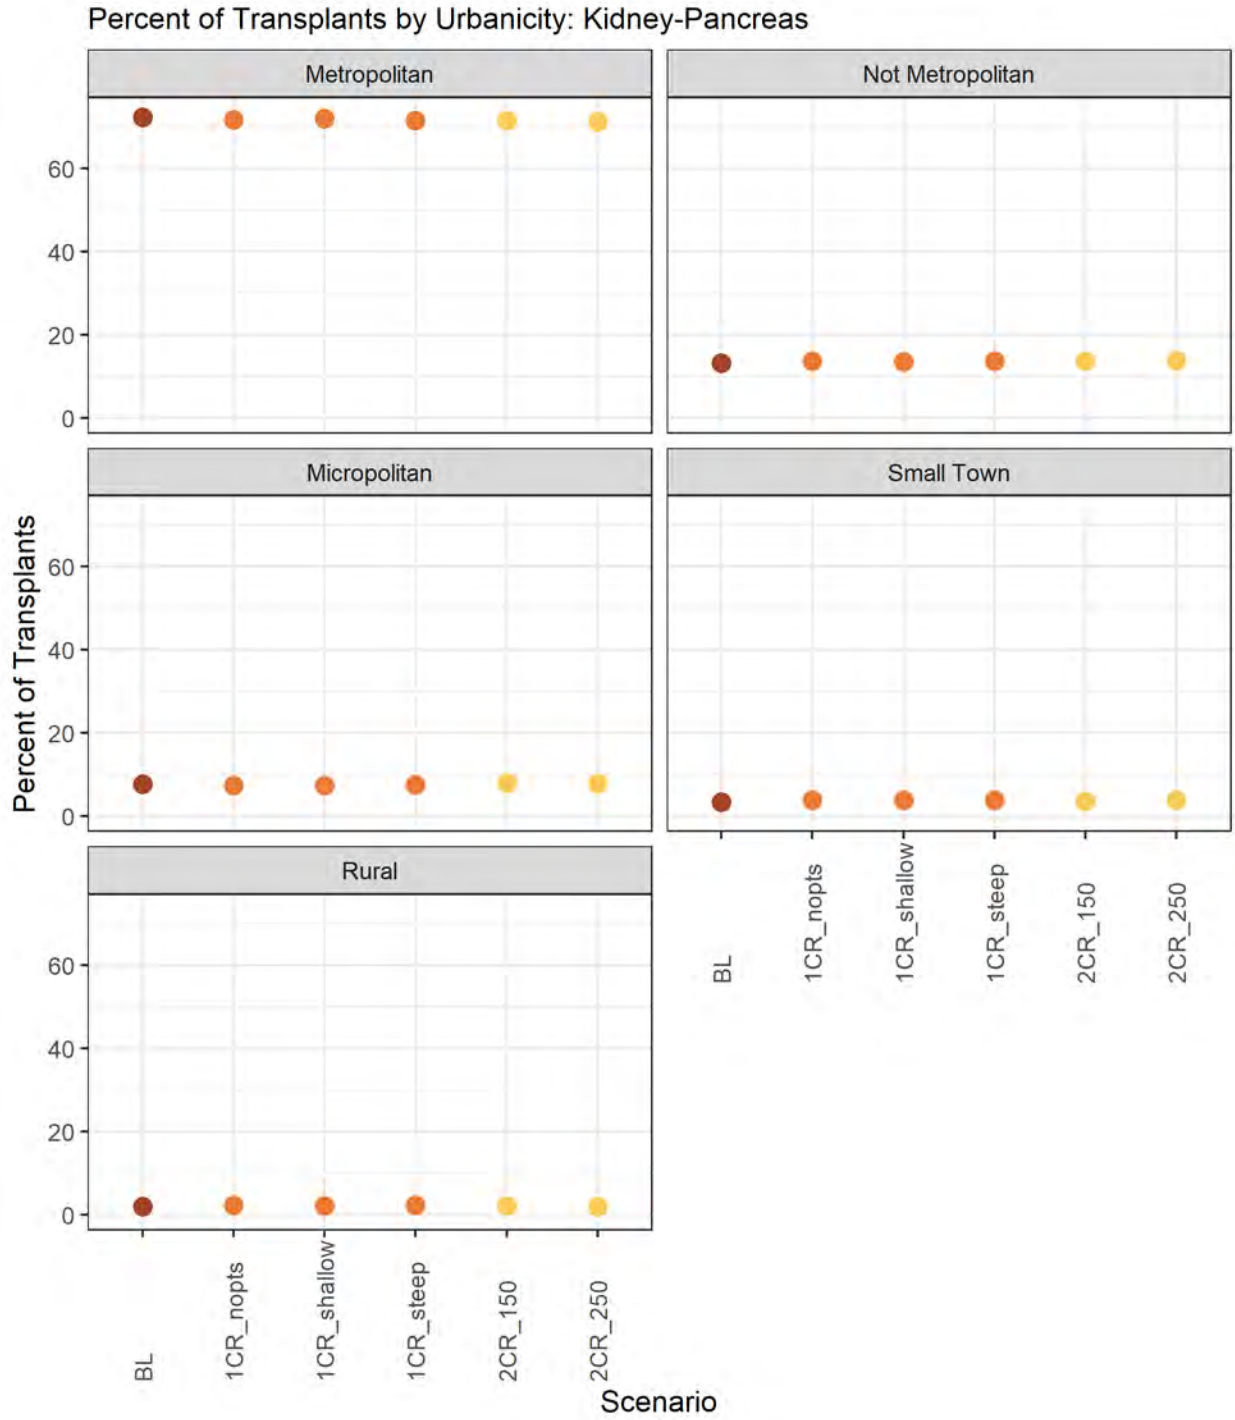 Percent of Transplants by Urbanicity: Kidney-Pancreas
Metropolitan
Not Metropolitan
60
40
20
0
Micropolitan
Small Town
Percent of Transplants
60
40
20
0
BL
1CR_nopts
1CR_shallow
1CR_steep
2CR_150
2CR_250
Rural
60
40
20
0
BL
1CR_nopts
1CR_shallow
1CR_steep
2CR_150
2CR_250
Scenario